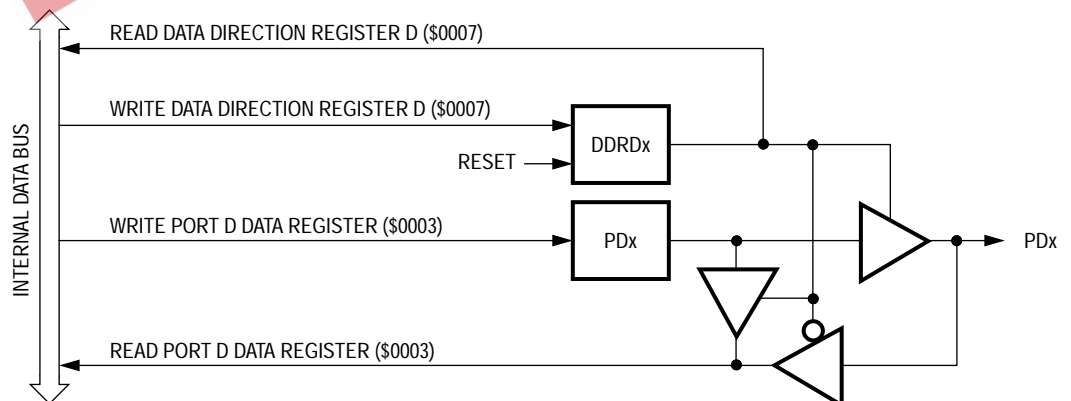 READ DATA DIRECTION REGISTER D ($0007)
WRITE DATA DIRECTION REGISTER D ($0007)
RESET
DDRDx
INTERNAL DATA BUS
WRITE PORT D DATA REGISTER ($0003)
PDx
PDx
READ PORT D DATA REGISTER ($0003)